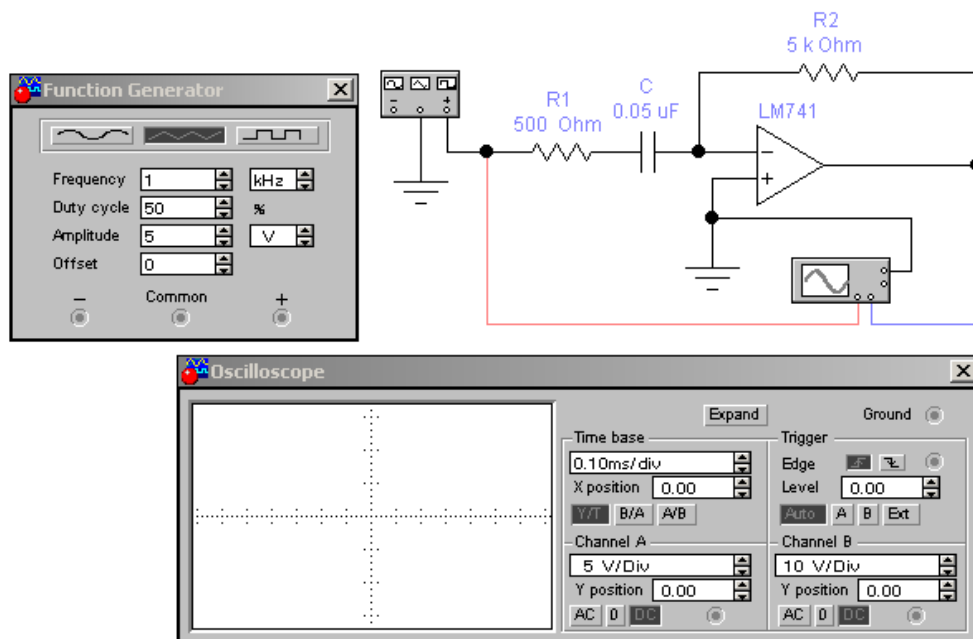 R2
5 k Ohm
Function Generator
R1
500 Ohm
C
0.05 uF
LM741
Frequency 1 kHz
Duty cycle 50 %
Amplitude 5 V
Offset 0
− Common +
− +
− +
Oscilloscope
Expand Ground
Time base Trigger
0.10ms/div Edge
X position 0.00 Level 0.00
Y/T B/A A/B Auto A B Ext
Channel A Channel B
5 V/Div 10 V/Div
Y position 0.00 Y position 0.00
AC 0 DC AC 0 DC